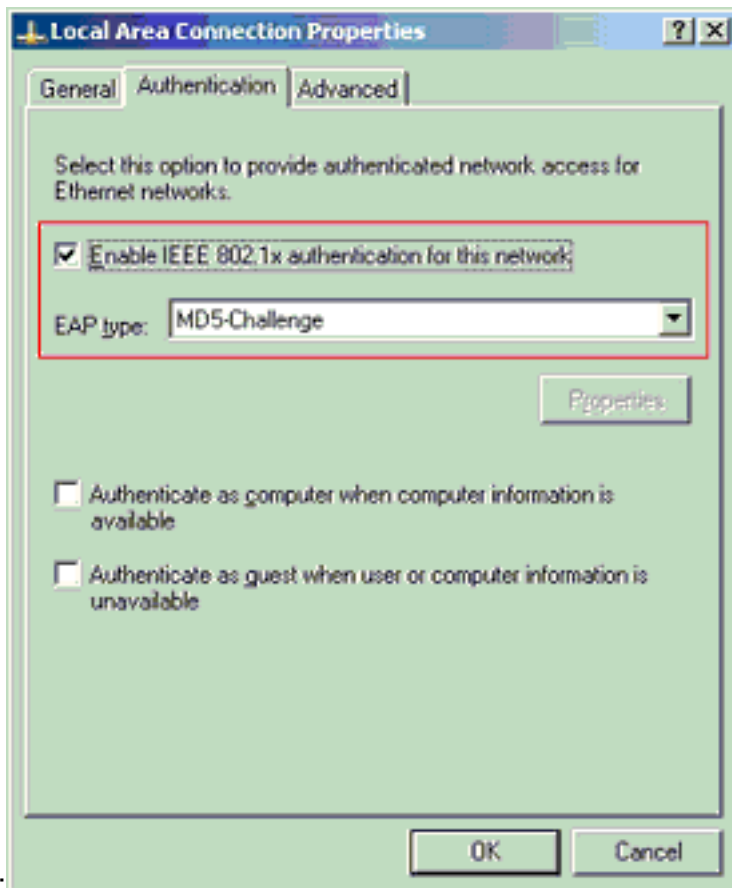 Local Area Connection Properties
General Authentication Advanced
Select this option to provide authenticated network access for
Ethernet networks.
Enable IEEE 802.1x authentication for this network
EAP type: MD5-Challenge
Properties
Authenticate as computer when computer information is
available
Authenticate as guest when user or computer information is
unavailable
OK Cancel